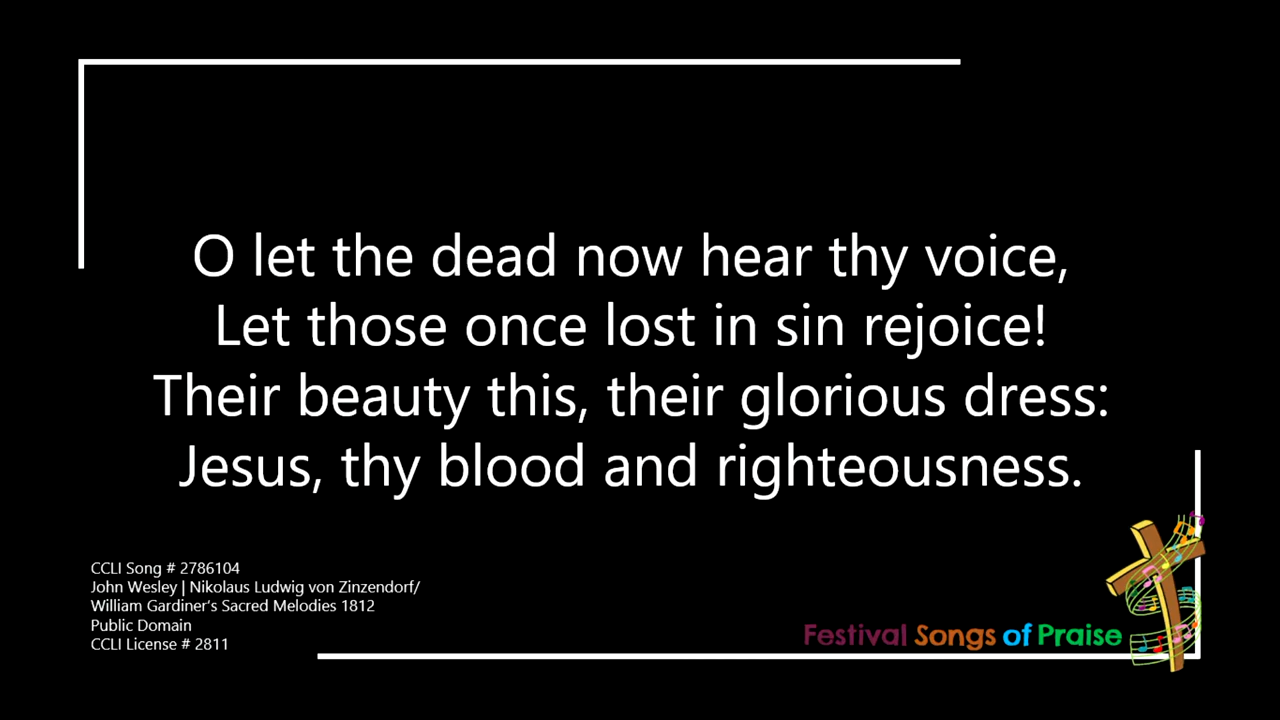 O let the dead now hear thy voice,
Let those once lost in sin rejoice!
Their beauty this, their glorious dress:
Jesus, thy blood and righteousness.
CCLI Song # 2786104
John Wesley | Nikolaus Ludwig von Zinzendorf/
William Gardiner's Sacred Melodies 1812
Public Domain
CCLI License # 2811
Festival Songs of Praise